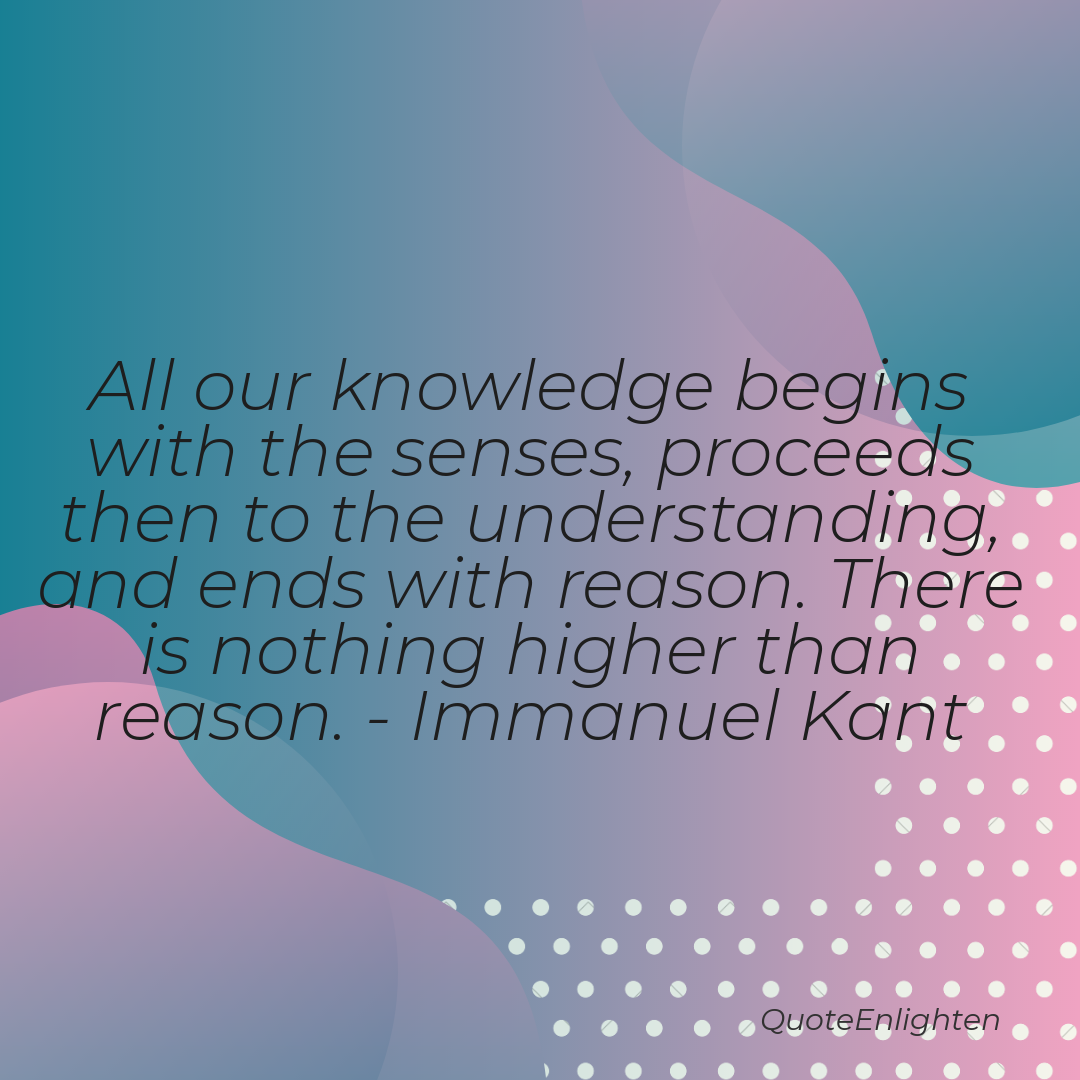 All our knowledge begins
with the senses, proceeds
then to the understanding,
and ends with reason. There
is nothing higher than
reason. - Immanuel Kant
QuoteEnlighten